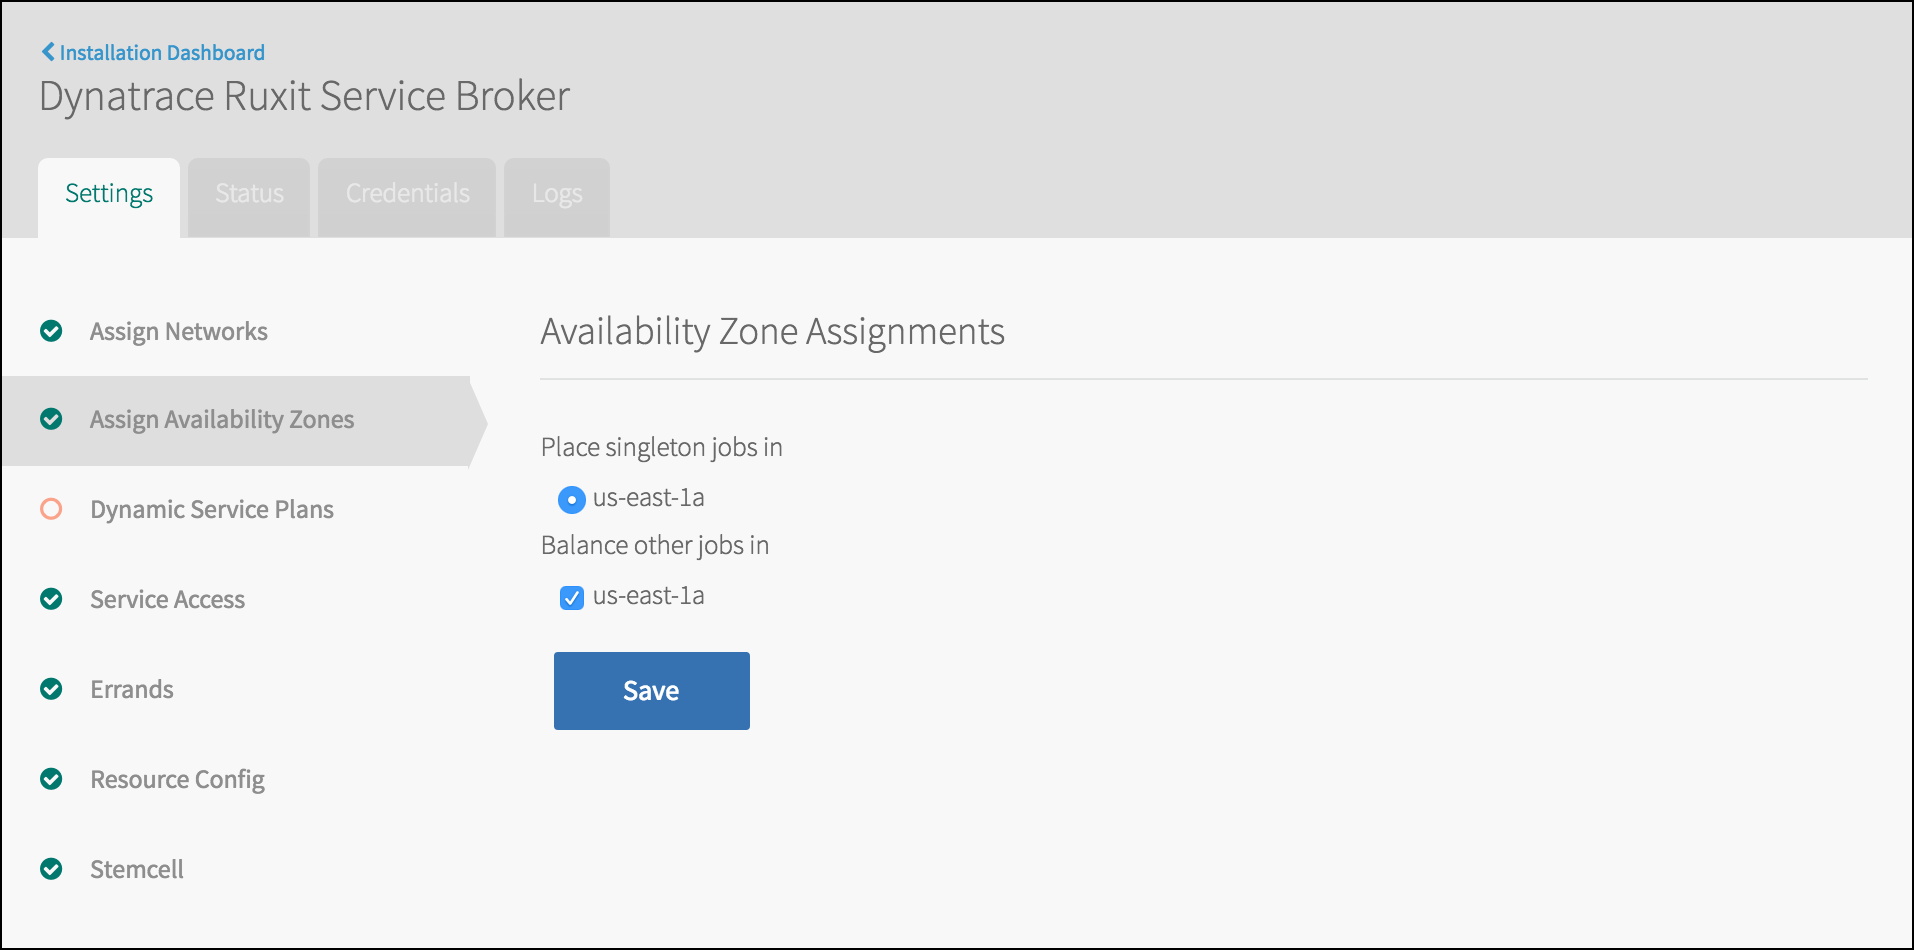 Installation Dashboard
Dynatrace Ruxit Service Broker
Settings
Status
Credentials
Logs
Assign Networks
Assign Availability Zones
Dynamic Service Plans
Service Access
Errands
Resource Config
Stemcell
Availability Zone Assignments
Place singleton jobs in
us-east-1a
Balance other jobs in
us-east-1a
Save